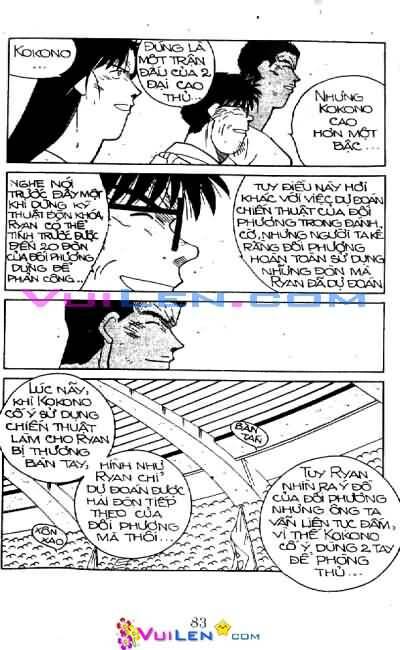 KOKONO
...
ĐÚNG LÀ
MỘT TRẬN
ĐẤU CỦA 2
ĐẠI CAO
THỦ...
NHƯNG
KOKONO
CAO
HƠN MỘT
BẬC...
NGHE NÓI
TRƯỚC ĐÂY MỘT
KHI DÙNG KỸ
THUẬT ĐÒN KHÓA,
RYAN CÓ THỂ
TÍNH TRƯỚC ĐƯỢC
ĐẾN 20 ĐÒN
CỦA ĐỐI PHƯƠNG
DÙNG ĐỂ
PHẢN CÔNG...
TUY ĐIỀU NÀY HƠI
KHÁC VỚI VIỆC DỰ ĐOÁN
CHIẾN THUẬT CỦA ĐỐI
PHƯƠNG TRONG ĐÁNH
CỜ, NHƯNG NGƯỜI TA KỂ
RẰNG ĐỐI PHƯƠNG
HOÀN TOÀN SỬ DỤNG
NHỮNG ĐÒN MÀ
RYAN ĐÃ DỰ ĐOÁN
VUILEN.COM
LÚC NÃY,
KHI KOKONO
CỐ Ý SỬ DỤNG
CHIẾN THUẬT
LÀM CHO RYAN
BỊ THƯƠNG
BÀN TAY,
HÌNH NHƯ
RYAN CHỈ
DỰ ĐOÁN ĐƯỢC
HAI ĐÒN TIẾP
THEO CỦA
ĐỐI PHƯƠNG
MÀ THÔI...
BÀN
TÁN
XÔN
XAO
TUY RYAN
NHÌN RA Ý ĐỒ
CỦA ĐỐI PHƯƠNG
NHƯNG ÔNG TA
VẪN LIÊN TỤC ĐẤM,
VÌ THẾ KOKONO
CỐ Ý DÙNG 2 TAY
ĐỂ PHÒNG
THỦ...
83
VUILEN.COM